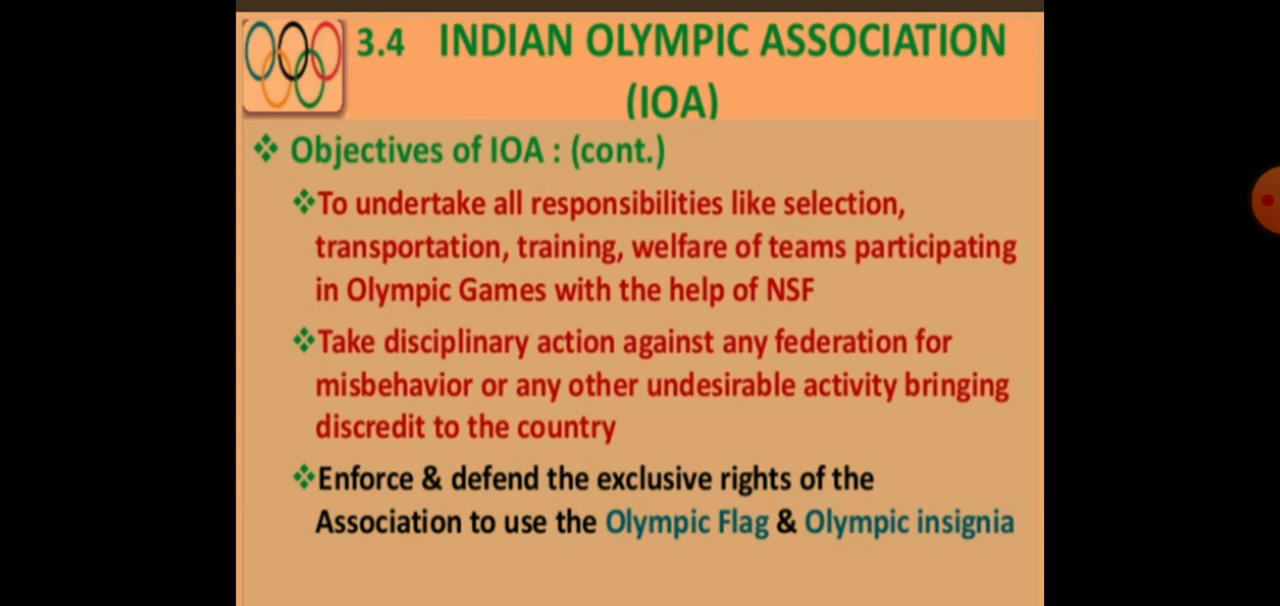 3.4 INDIAN OLYMPIC ASSOCIATION
(IOA)
❖ Objectives of IOA : (cont.)
❖To undertake all responsibilities like selection,
transportation, training, welfare of teams participating
in Olympic Games with the help of NSF
❖Take disciplinary action against any federation for
misbehavior or any other undesirable activity bringing
discredit to the country
❖Enforce & defend the exclusive rights of the
Association to use the Olympic Flag & Olympic insignia